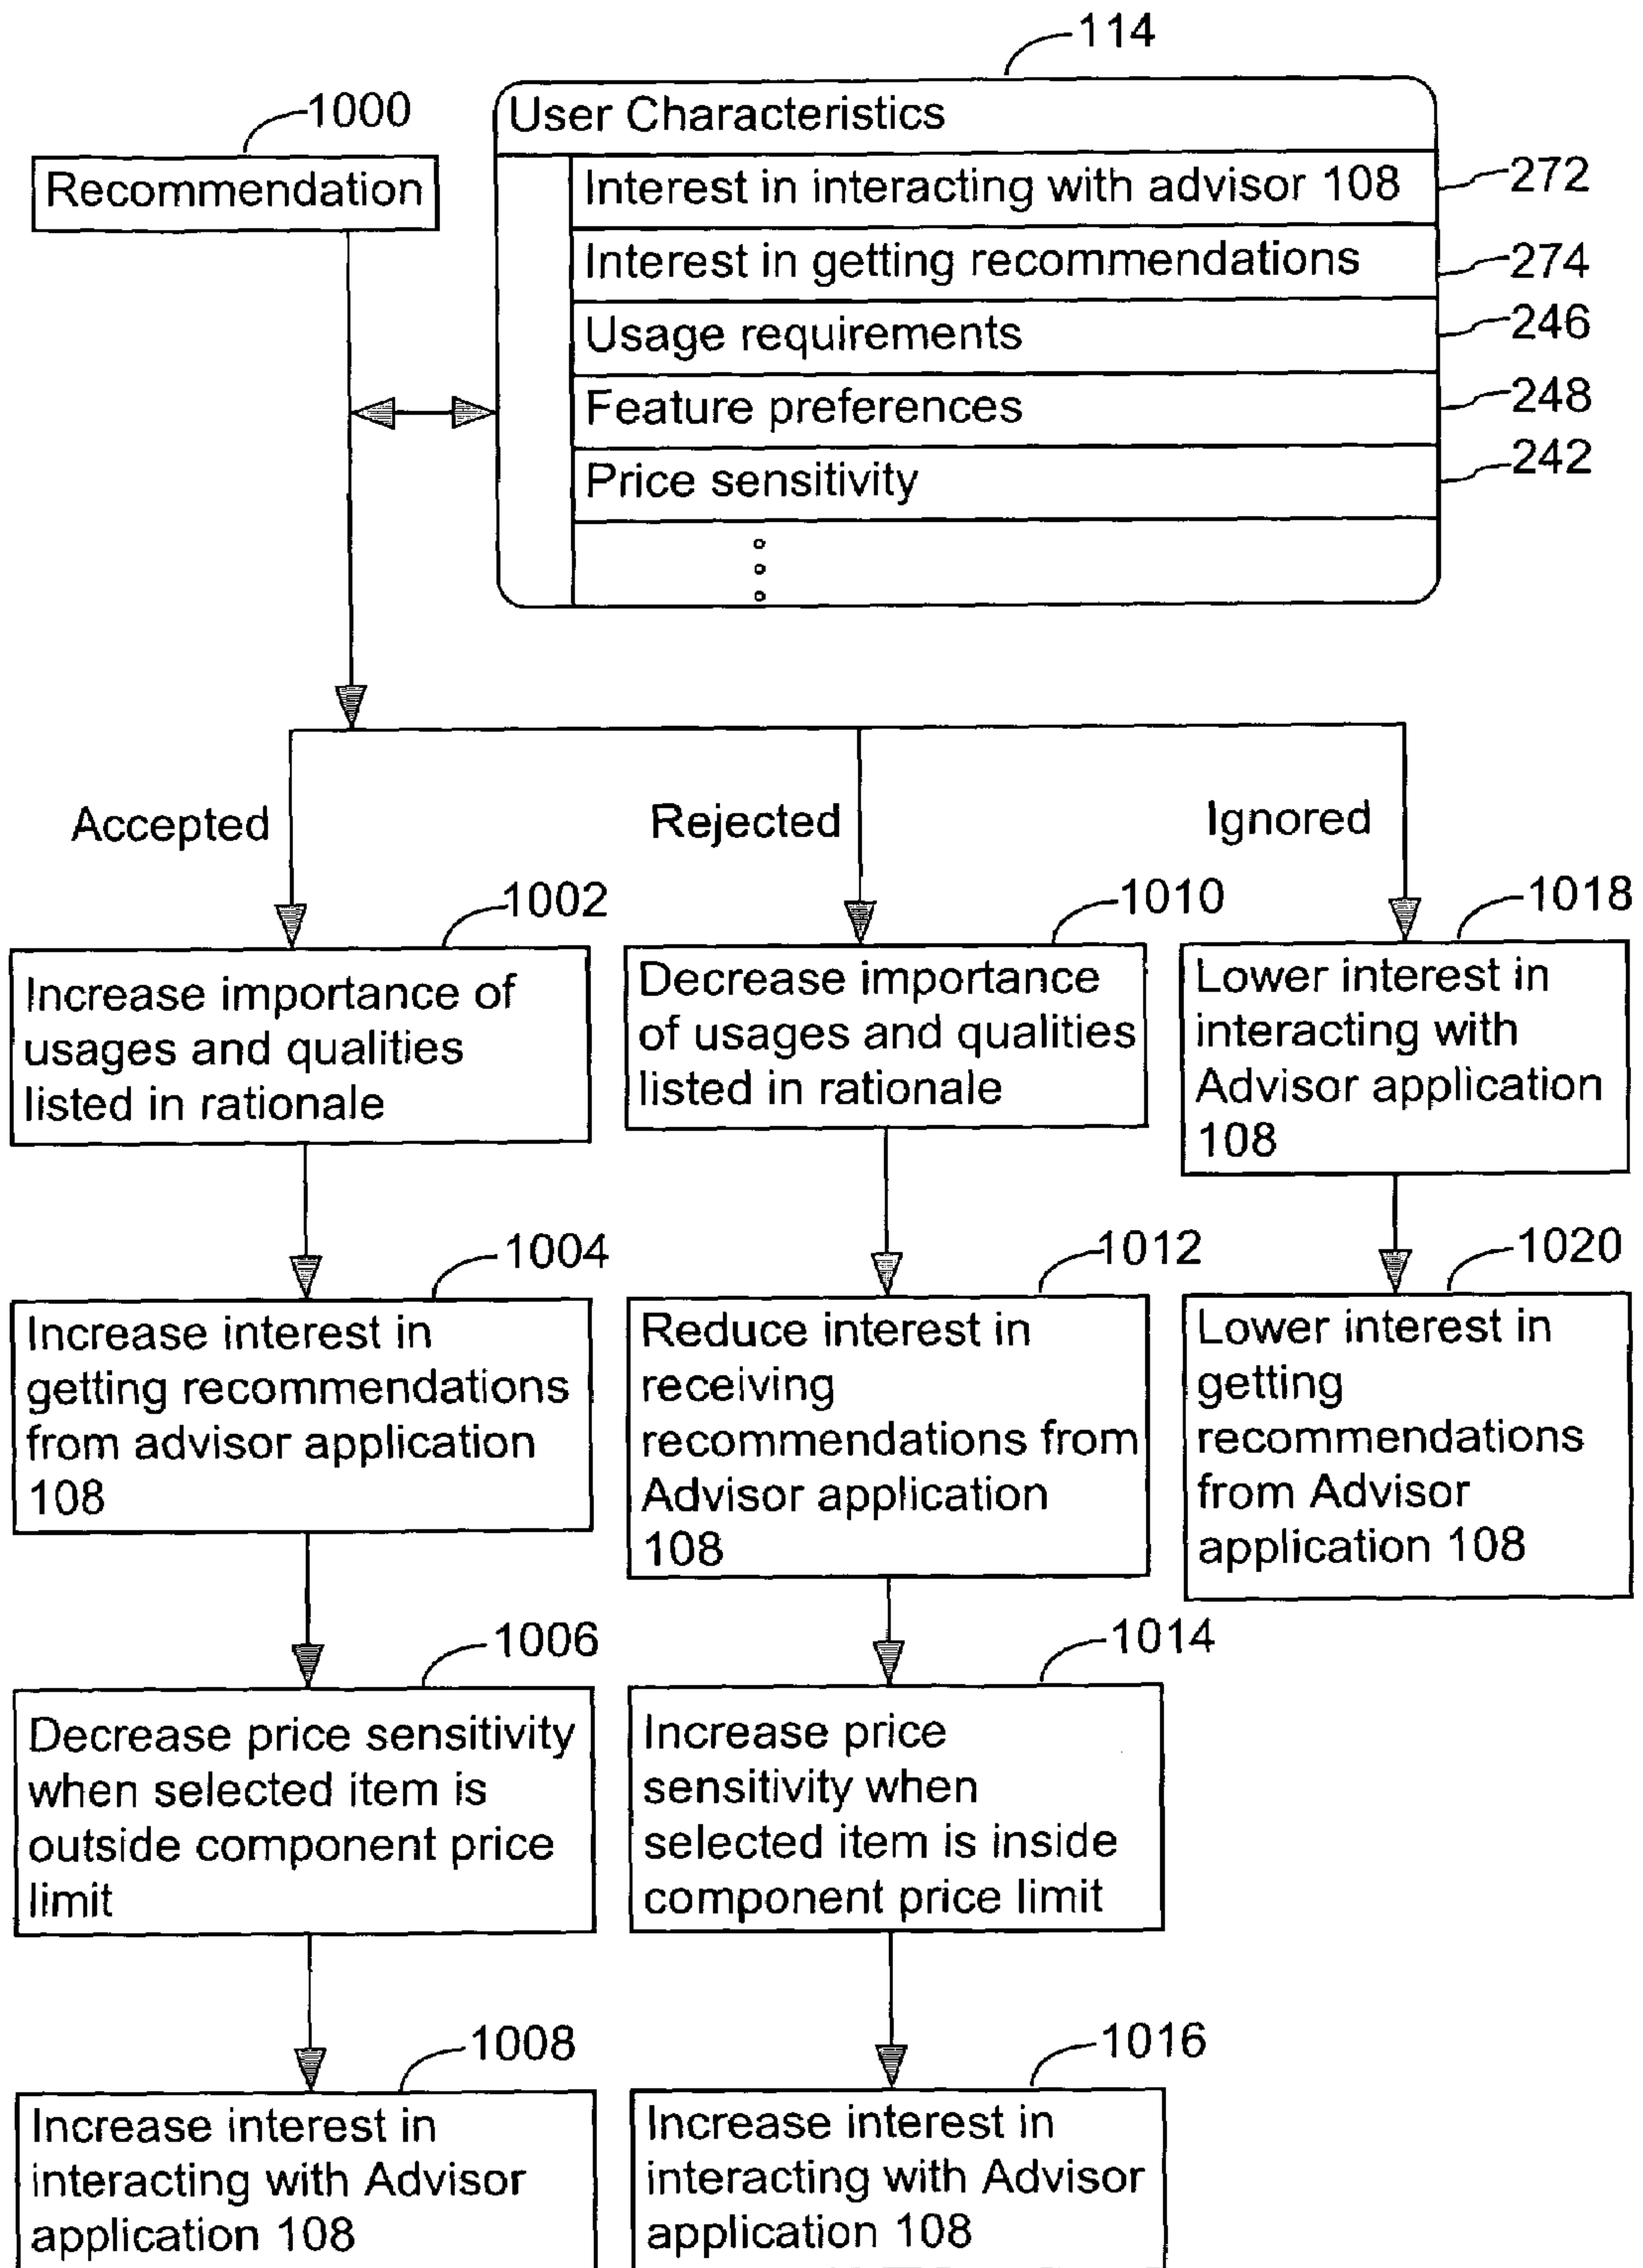 114
1000
User Characteristics
Recommendation
Interest in interacting with advisor 108
272
Interest in getting recommendations
274
Usage requirements
246
Feature preferences
248
Price sensitivity
242
Accepted
Rejected
Ignored
1002
Increase importance of
usages and qualities
listed in rationale
1004
Increase interest in
getting recommendations
from advisor application
108
1006
Decrease price sensitivity
when selected item is
outside component price
limit
1008
Increase interest in
interacting with Advisor
application 108
1010
Decrease importance
of usages and qualities
listed in rationale
1012
Reduce interest in
receiving
recommendations from
Advisor application
108
1014
Increase price
sensitivity when
selected item is inside
component price limit
1016
Increase interest in
interacting with Advisor
application 108
1018
Lower interest in
interacting with
Advisor application
108
1020
Lower interest in
getting
recommendations
from Advisor
application 108